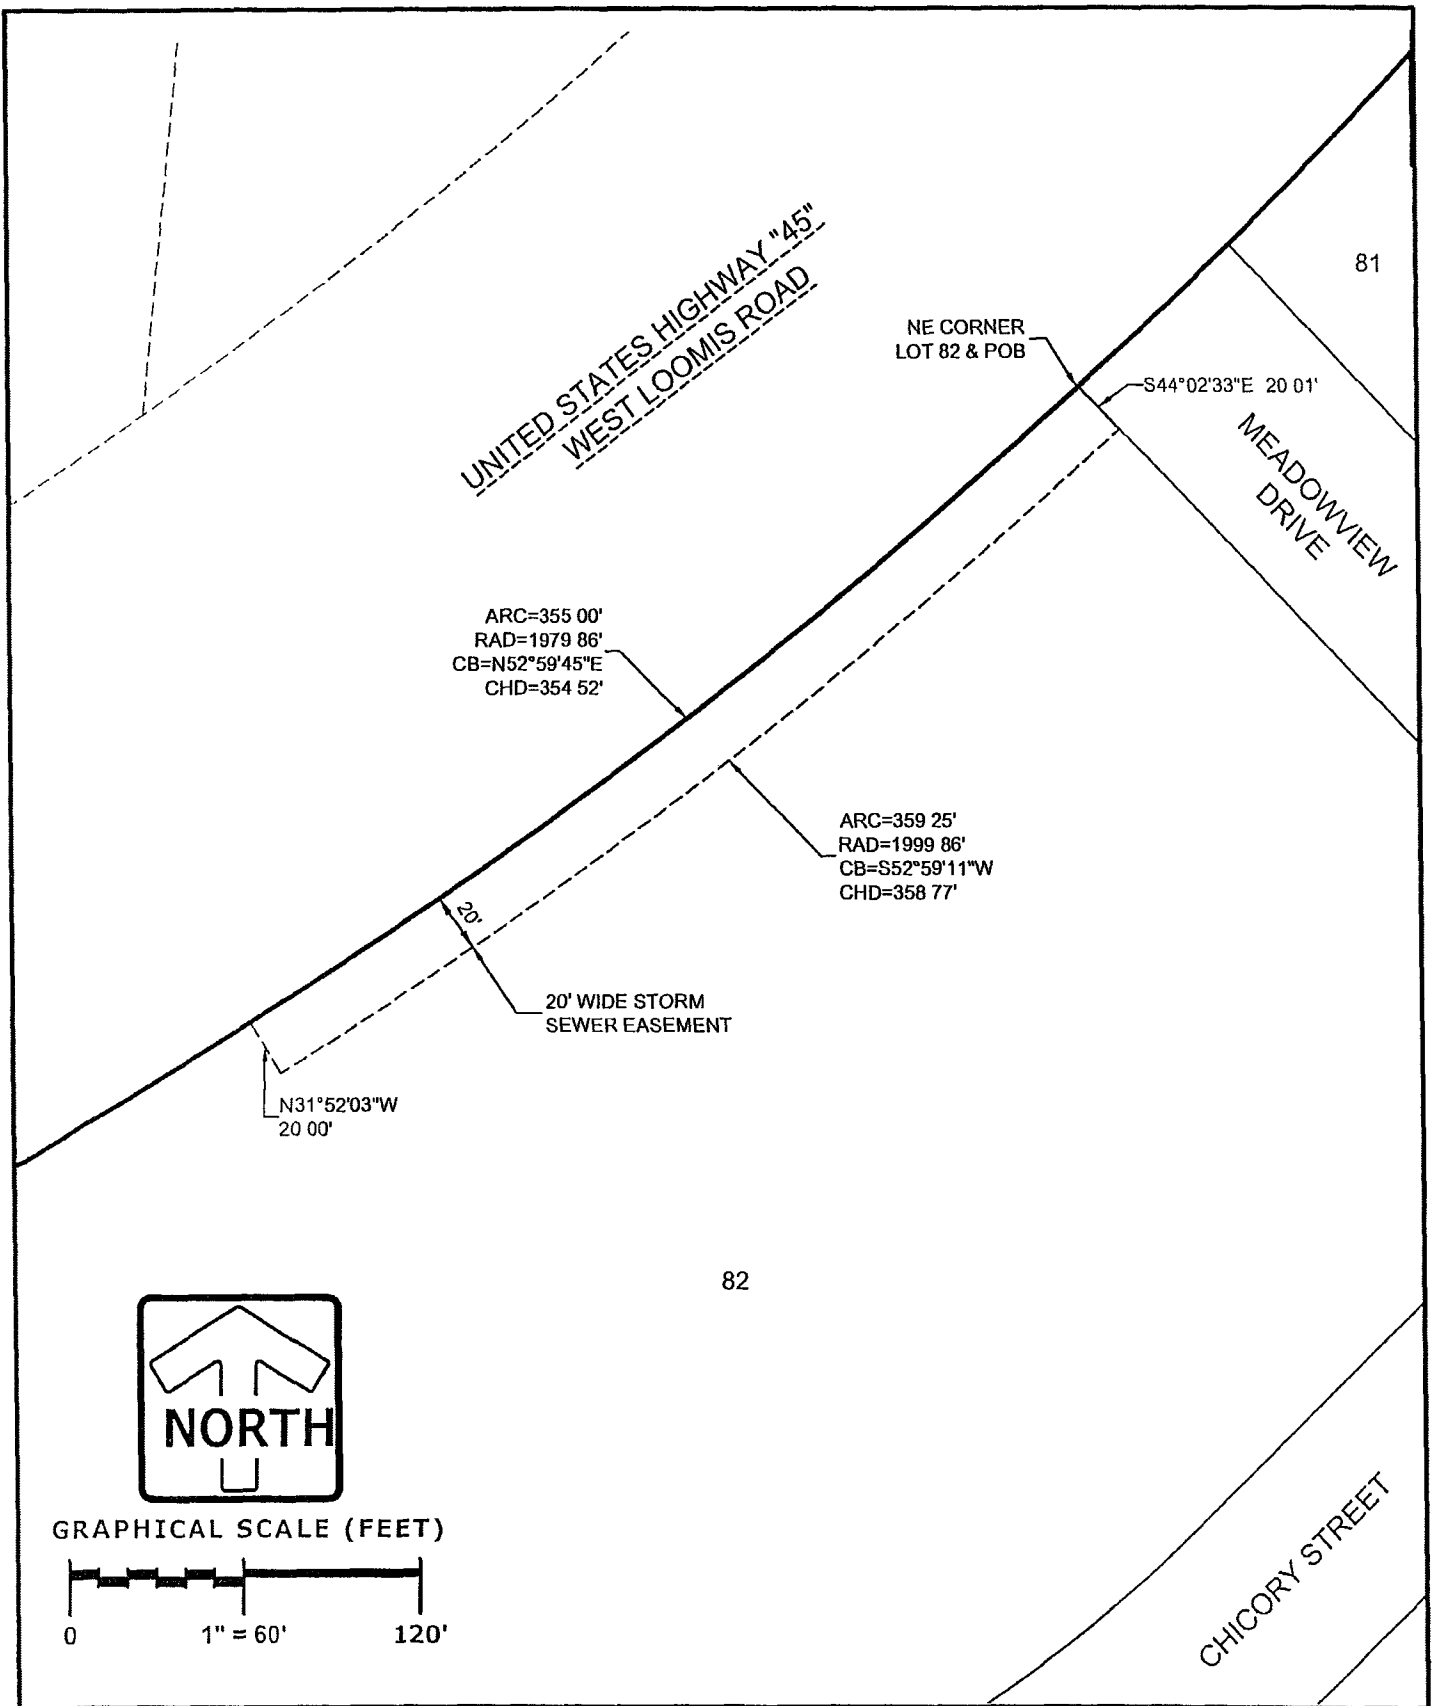 UNITED STATES HIGHWAY "45"
WEST LOOMIS ROAD
81
NE CORNER
LOT 82 & POB
S44°02'33"E 20 01'
MEADOWVIEW
DRIVE
ARC=355 00'
RAD=1979 86'
CB=N52°59'45"E
CHD=354 52'
ARC=359 25'
RAD=1999 86'
CB=S52°59'11"W
CHD=358 77'
20'
20' WIDE STORM
SEWER EASEMENT
N31°52'03"W
20 00'
82
NORTH
GRAPHICAL SCALE (FEET)
0 1" = 60' 120'
CHICORY STREET